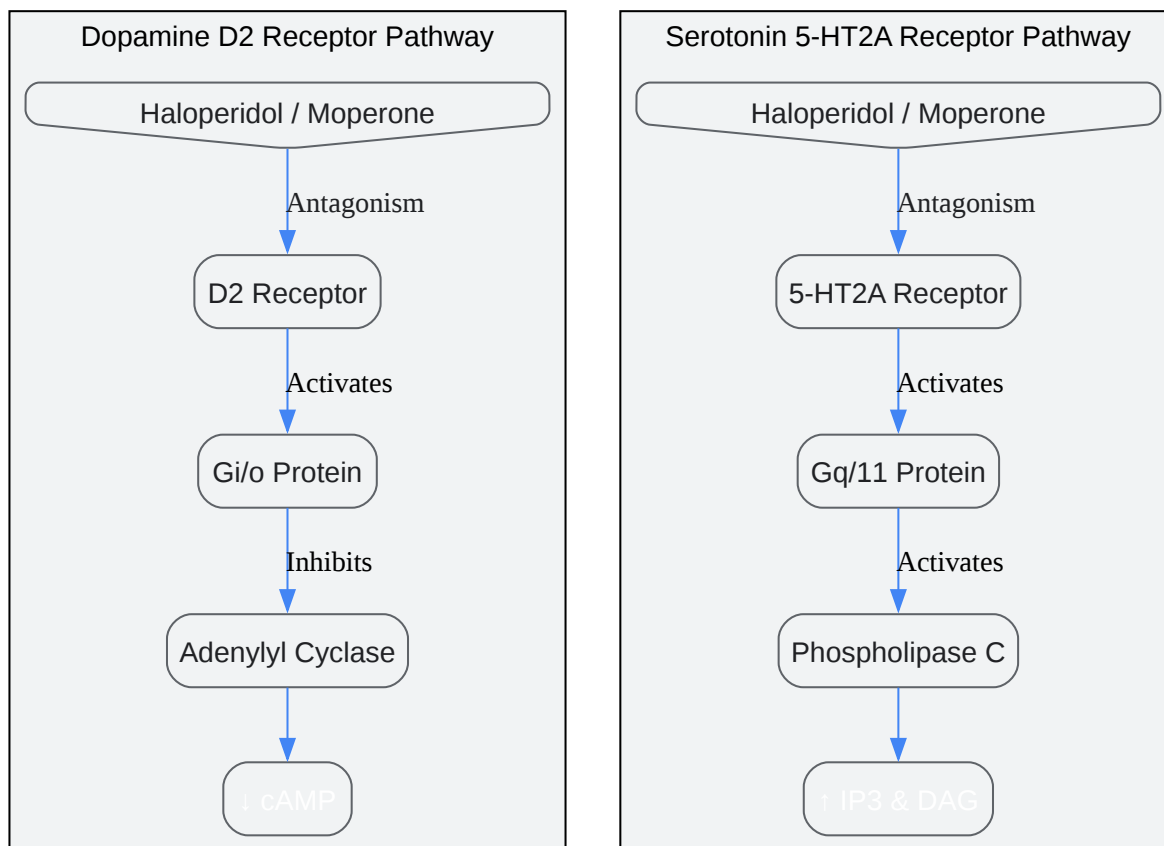 Dopamine D2 Receptor Pathway
Haloperidol / Moperone
Antagonism
D2 Receptor
Activates
Gi/o Protein
Inhibits
Adenylyl Cyclase
↓ cAMP
Serotonin 5-HT2A Receptor Pathway
Haloperidol / Moperone
Antagonism
5-HT2A Receptor
Activates
Gq/11 Protein
Activates
Phospholipase C
↑ IP3 & DAG